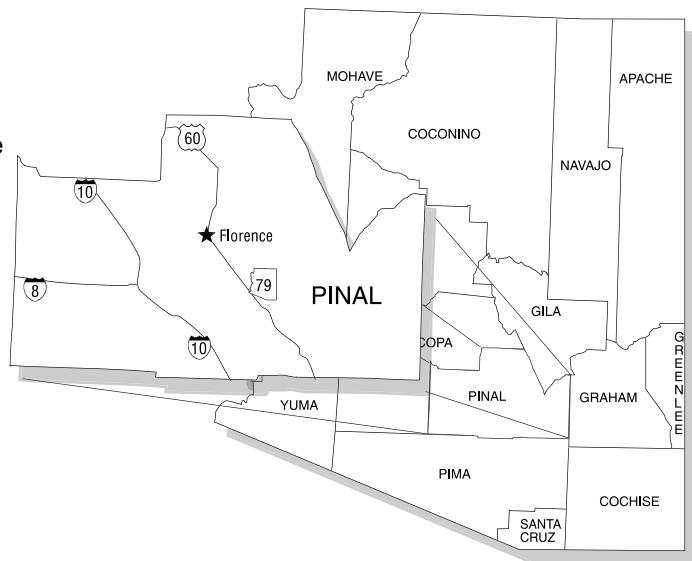 MOHAVE
APACHE
COCONINO
60
e
NAVAJO
10
Florence
79
8
PINAL
GILA
10
COPA
GREENLEE
PINAL
GRAHAM
YUMA
PIMA
COCHISE
SANTA
CRUZ